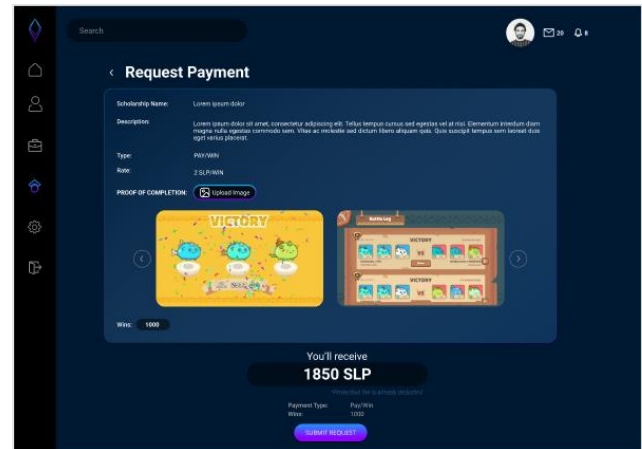 Search
20
8
‹ Request Payment
Scholarship Name: Lorem ipsum dolor
Description: Lorem ipsum dolor sit amet, consectetur adipiscing elit. Tellus tempus cursus sed egestas vel at nisi. Elementum interdum diam
magna nulla egestas commodo sem. Vitae ac molestie sed dictum libero aliquam quis. Quis suscipit tempus sem laoreet duis
eget varius placerat.
Type: PAY/WIN
Rate: 2 SLP/WIN
PROOF OF COMPLETION: Upload Image
VICTORY
Battle Log
VICTORY
VS
VICTORY
VS
Wins: 1000
You'll receive
1850 SLP
fee is already deducted
Payment Type: Pay/Win
Wins: 1000
SUBMIT REQUEST